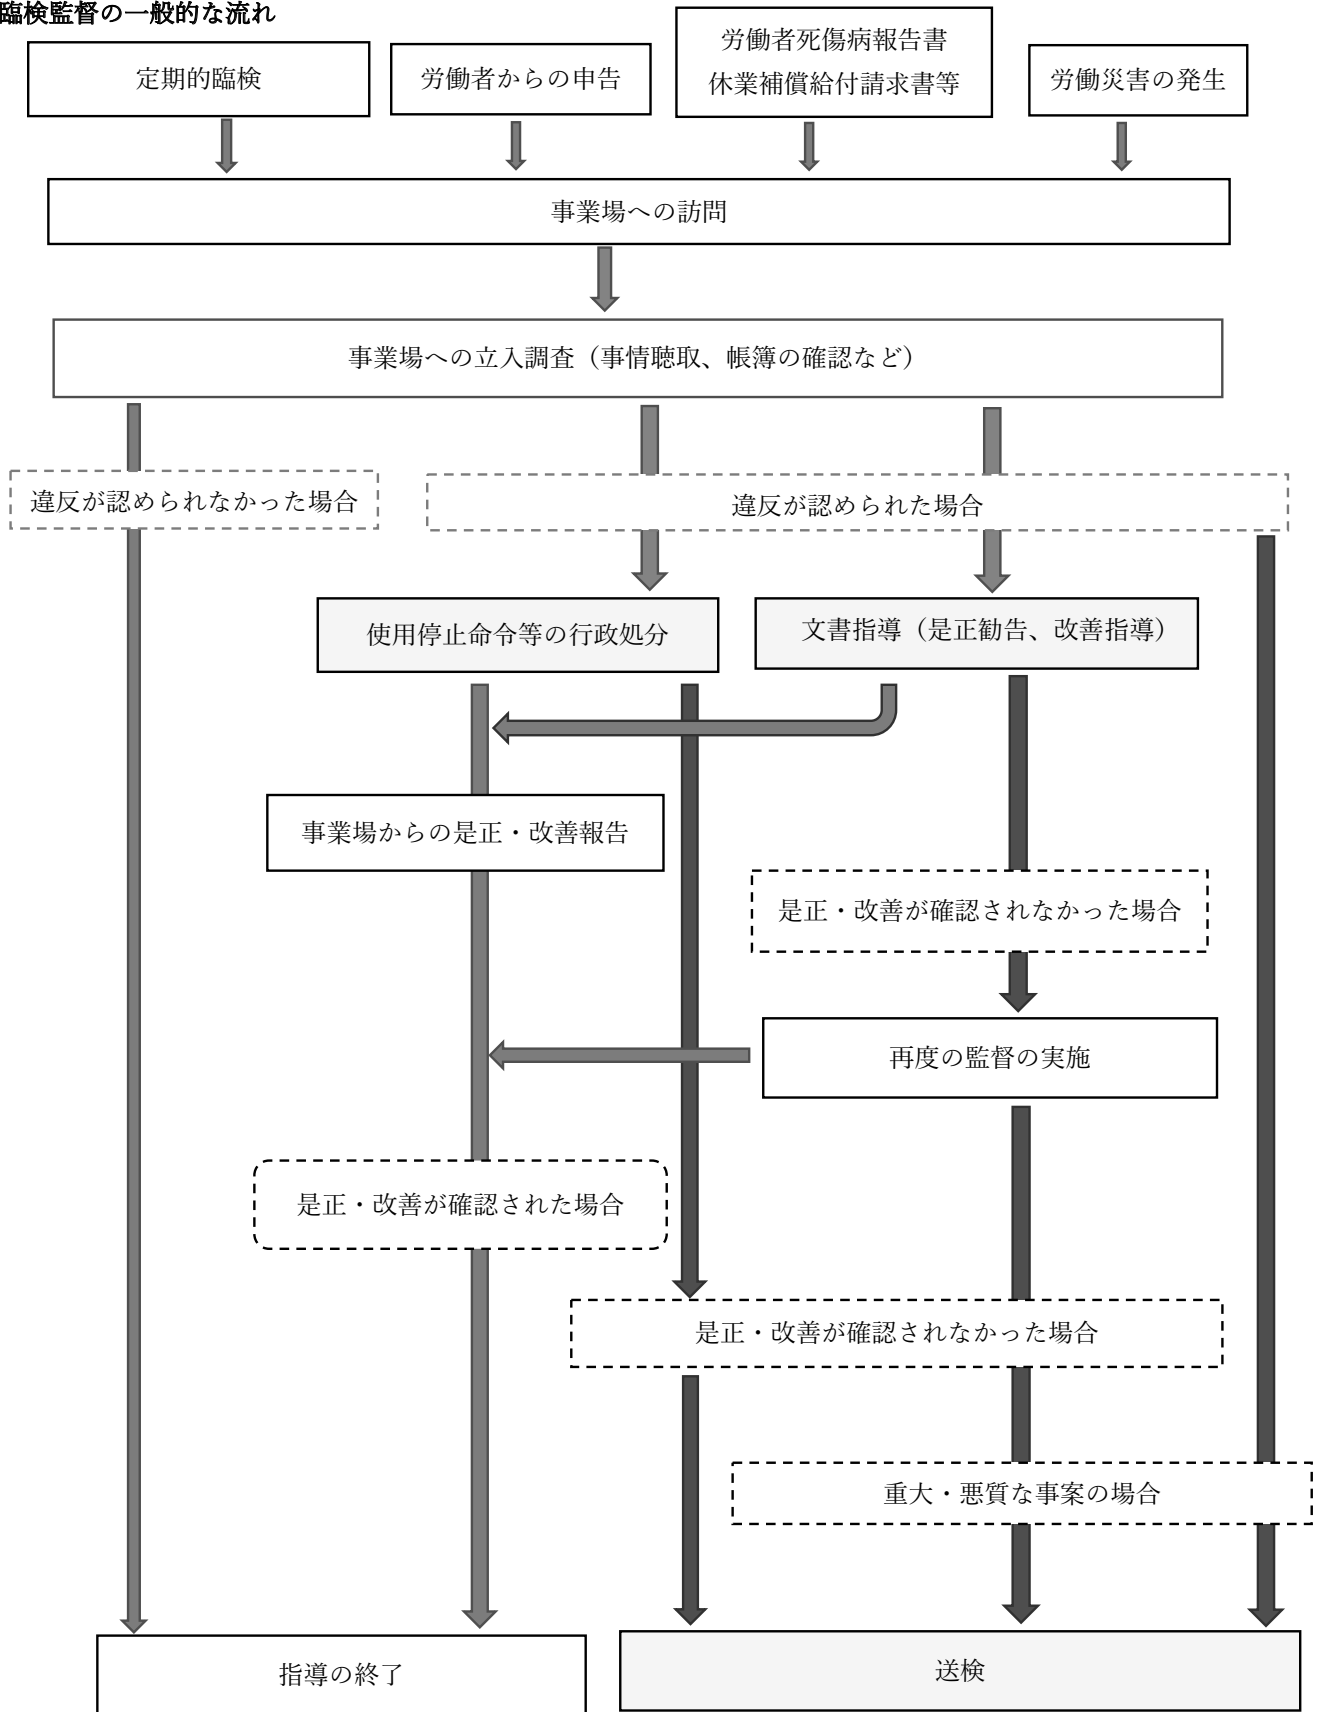 臨検監督の一般的な流れ
定期的臨検
労働者からの申告
労働者死傷病報告書
休業補償給付請求書等
労働災害の発生
事業場への訪問
事業場への立入調査（事情聴取、帳簿の確認など）
違反が認められなかった場合
違反が認められた場合
使用停止命令等の行政処分
文書指導（是正勧告、改善指導）
事業場からの是正・改善報告
是正・改善が確認されなかった場合
再度の監督の実施
是正・改善が確認された場合
是正・改善が確認されなかった場合
重大・悪質な事案の場合
指導の終了
送検